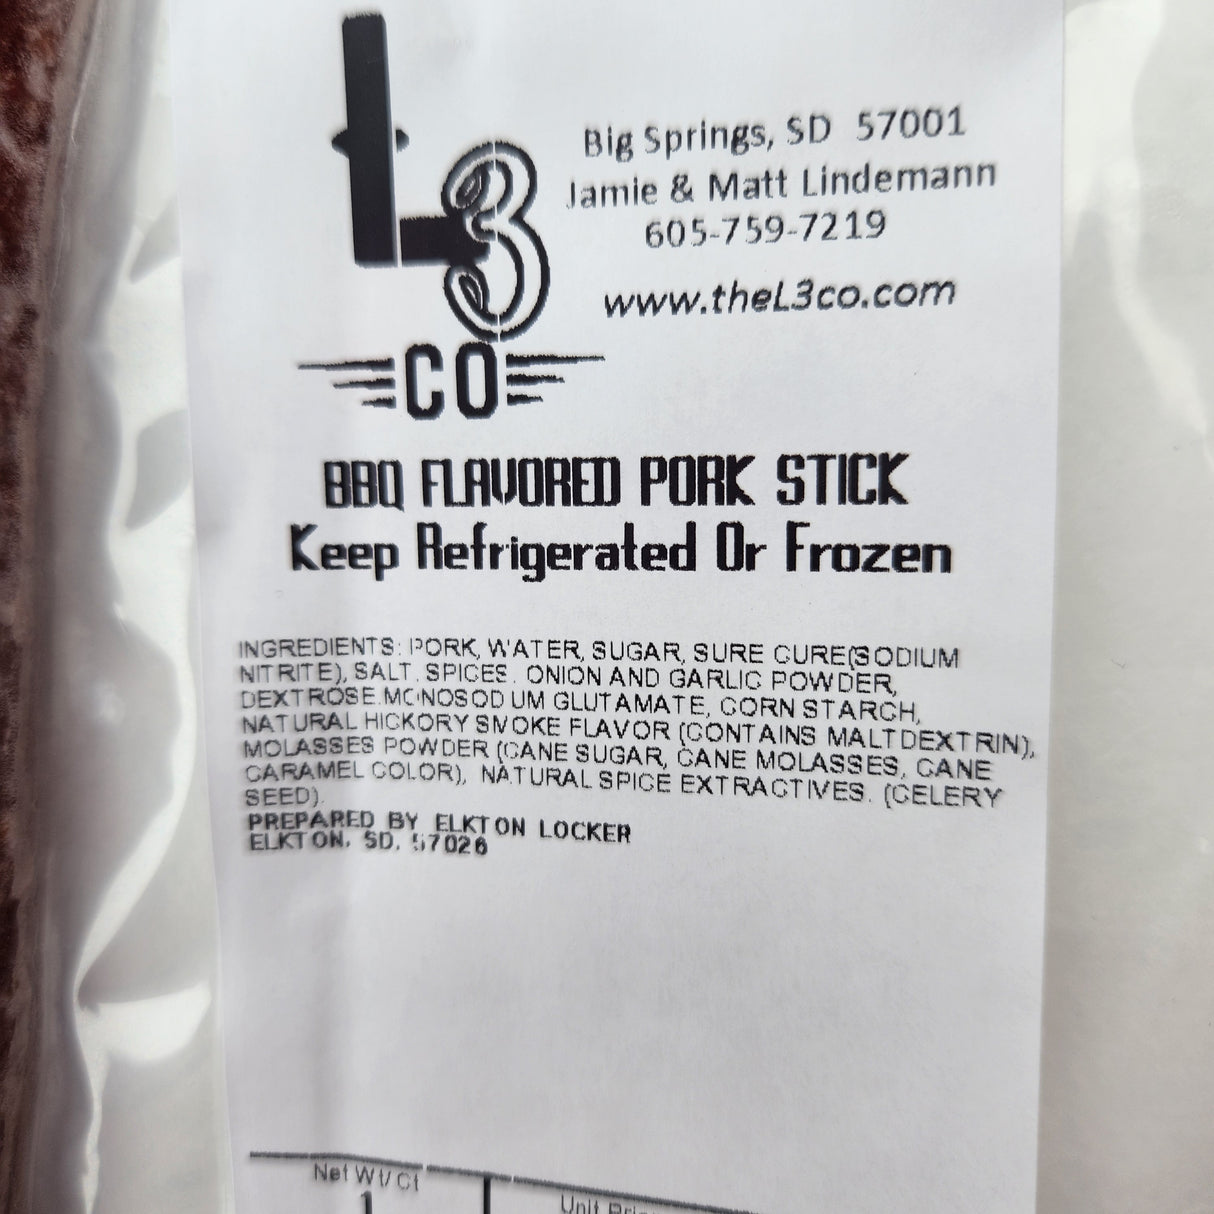 L3
CO
Big Springs, SD 57001
Jamie & Matt Lindemann
605-759-7219
www.theL3co.com
BBQ FLAVORED PORK STICK
Keep Refrigerated Or Frozen
INGREDIENTS: PORK, WATER, SUGAR, SURE CURE(SODIUM
NITRITE), SALT, SPICES, ONION AND GARLIC POWDER,
DEXTROSE.MONOSODIUM GLUTAMATE, CORN STARCH,
NATURAL HICKORY SMOKE FLAVOR (CONTAINS MALTDEXTRIN),
MOLASSES POWDER (CANE SUGAR, CANE MOLASSES, CANE
CARAMEL COLOR), NATURAL SPICE EXTRACTIVES. (CELERY
SEED).
PREPARED BY ELKTON LOCKER
ELKTON, SD. 57026
Net Wt/Ct
Unit
1